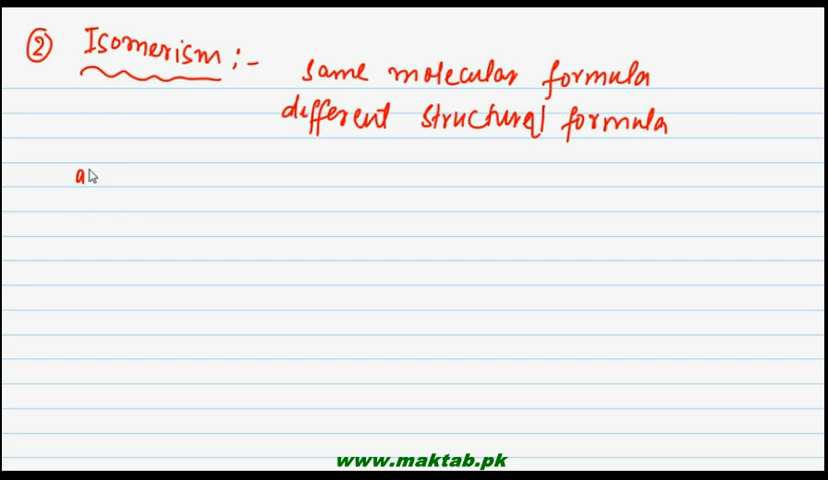 ② Isomerism :-
same molecular formula
different structural formula
a
www.maktab.pk